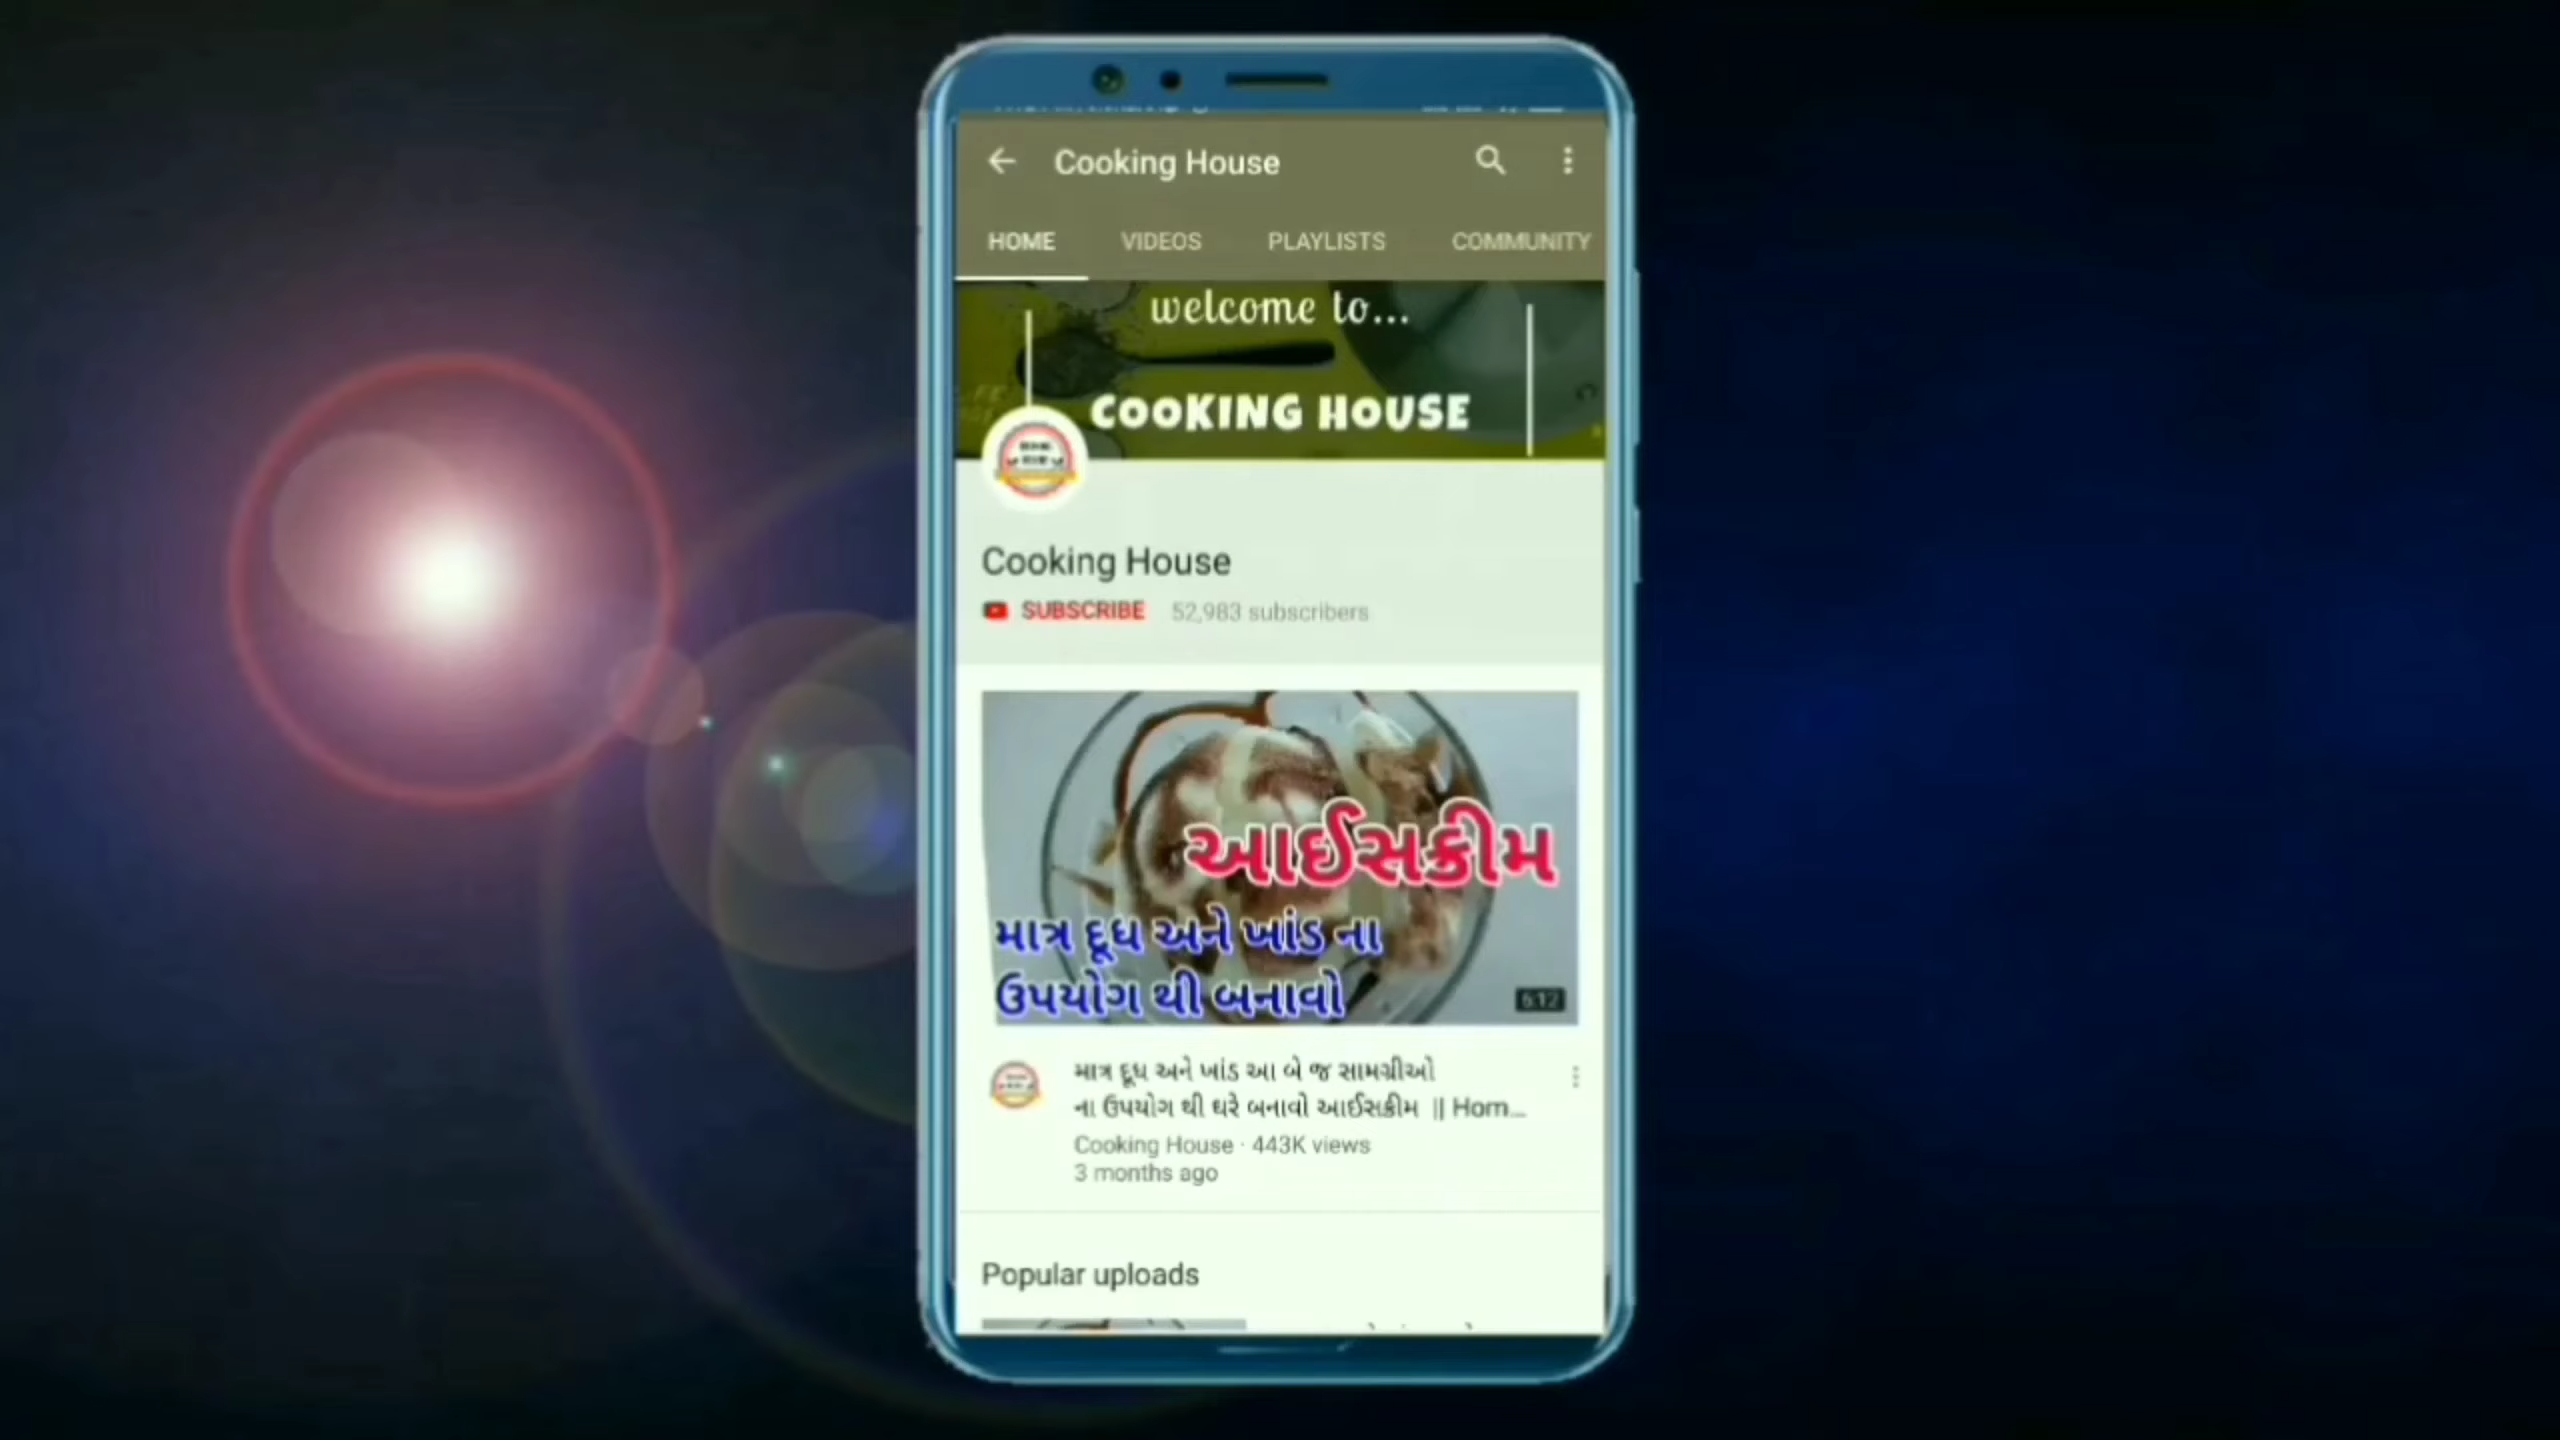 Cooking House
HOME VIDEOS PLAYLISTS COMMUNITY
welcome to...
COOKING HOUSE
Cooking House
SUBSCRIBE 52,983 subscribers
આઈસક્રીમ
માત્ર દૂધ અને ખાંડ ના
ઉપયોગ થી બનાવો
6:12
માત્ર દૂધ અને ખાંડ આ બે જ સામગ્રીઓ
ના ઉપયોગ થી ઘરે બનાવો આઈસક્રીમ || Hom...
Cooking House · 443K views
3 months ago
Popular uploads